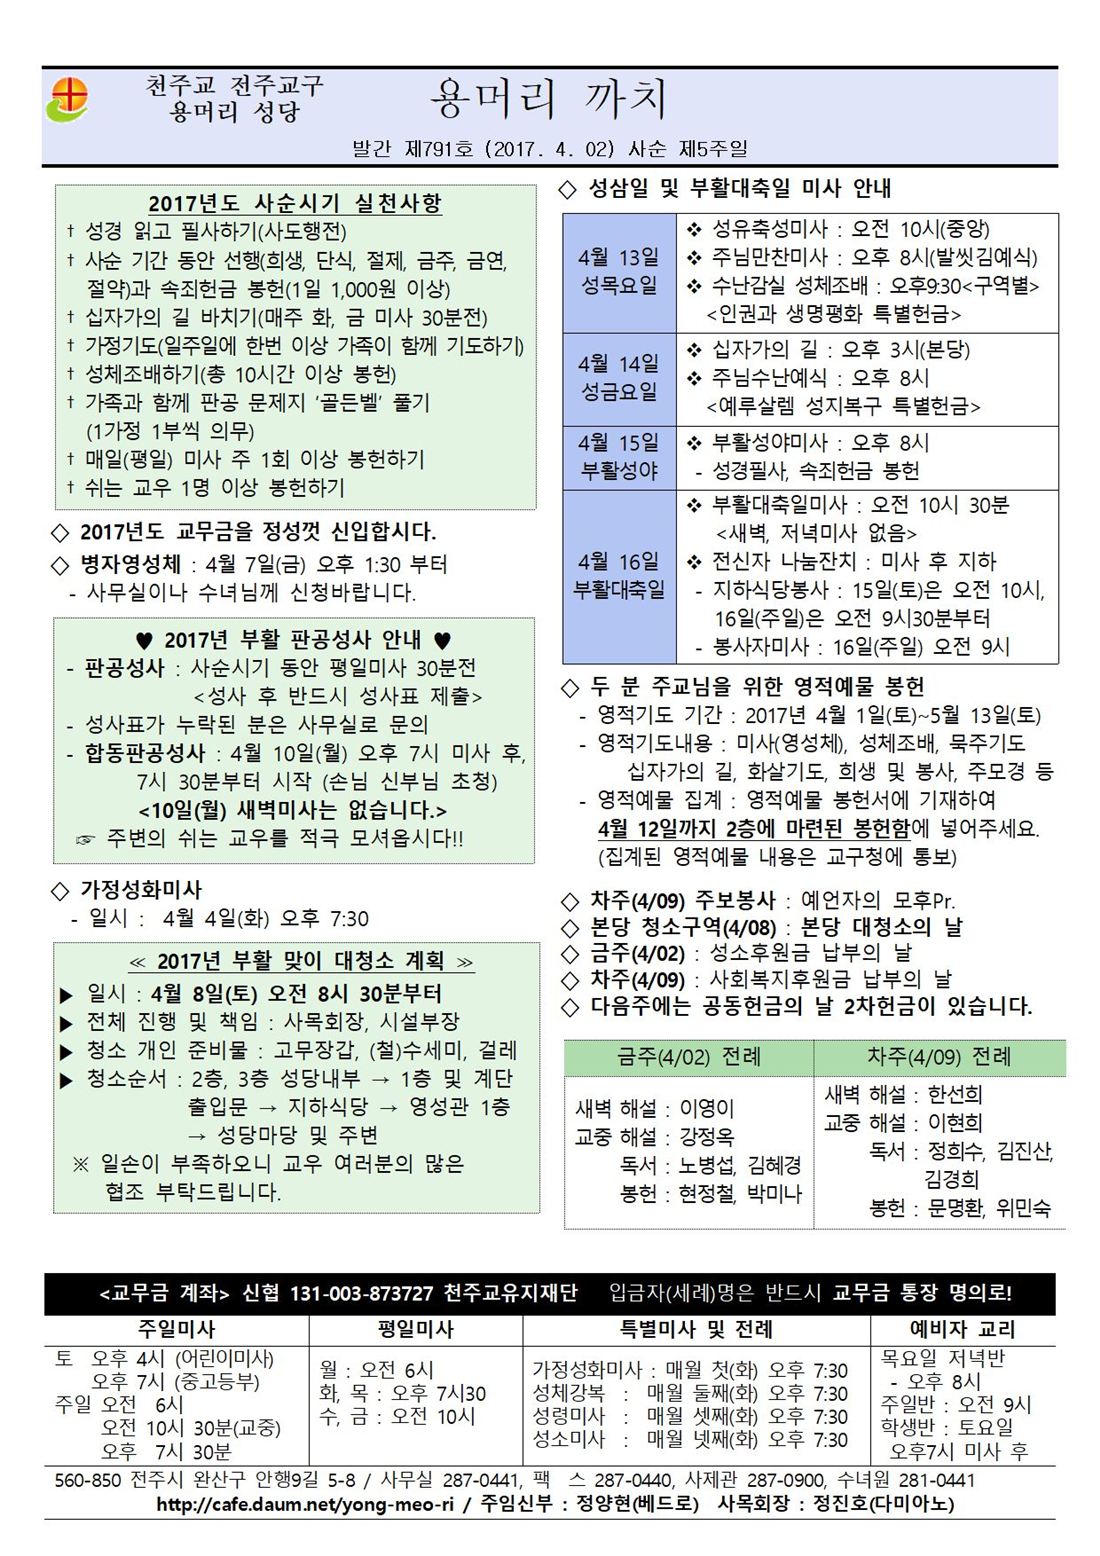 천주교 전주교구
용머리 성당
용머리 까치
발간 제791호 (2017. 4. 02) 사순 제5주일
2017년도 사순시기 실천사항
† 성경 읽고 필사하기(사도행전)
† 사순 기간 동안 선행(희생, 단식, 절제, 금주, 금연,
절약)과 속죄헌금 봉헌(1일 1,000원 이상)
† 십자가의 길 바치기(매주 화, 금 미사 30분전)
† 가정기도(일주일에 한번 이상 가족이 함께 기도하기)
† 성체조배하기(총 10시간 이상 봉헌)
† 가족과 함께 판공 문제지 ‘골든벨’ 풀기
(1가정 1부씩 의무)
† 매일(평일) 미사 주 1회 이상 봉헌하기
† 쉬는 교우 1명 이상 봉헌하기
◇ 2017년도 교무금을 정성껏 신입합시다.
◇ 병자영성체 : 4월 7일(금) 오후 1:30 부터
- 사무실이나 수녀님께 신청바랍니다.
♥ 2017년 부활 판공성사 안내 ♥
- 판공성사 : 사순시기 동안 평일미사 30분전
<성사 후 반드시 성사표 제출>
- 성사표가 누락된 분은 사무실로 문의
- 합동판공성사 : 4월 10일(월) 오후 7시 미사 후,
7시 30분부터 시작 (손님 신부님 초청)
<10일(월) 새벽미사는 없습니다.>
☞ 주변의 쉬는 교우를 적극 모셔옵시다!!
◇ 가정성화미사
- 일시 : 4월 4일(화) 오후 7:30
≪ 2017년 부활 맞이 대청소 계획 ≫
▶ 일시 : 4월 8일(토) 오전 8시 30분부터
▶ 전체 진행 및 책임 : 사목회장, 시설부장
▶ 청소 개인 준비물 : 고무장갑, (철)수세미, 걸레
▶ 청소순서 : 2층, 3층 성당내부 → 1층 및 계단
출입문 → 지하식당 → 영성관 1층
→ 성당마당 및 주변
※ 일손이 부족하오니 교우 여러분의 많은
협조 부탁드립니다.
◇ 성삼일 및 부활대축일 미사 안내
4월 13일
성목요일
❖ 성유축성미사 : 오전 10시(중앙)
❖ 주님만찬미사 : 오후 8시(발씻김예식)
❖ 수난감실 성체조배 : 오후9:30<구역별>
<인권과 생명평화 특별헌금>
4월 14일
성금요일
❖ 십자가의 길 : 오후 3시(본당)
❖ 주님수난예식 : 오후 8시
<예루살렘 성지복구 특별헌금>
4월 15일
부활성야
❖ 부활성야미사 : 오후 8시
- 성경필사, 속죄헌금 봉헌
4월 16일
부활대축일
❖ 부활대축일미사 : 오전 10시 30분
<새벽, 저녁미사 없음>
❖ 전신자 나눔잔치 : 미사 후 지하
- 지하식당봉사 : 15일(토)은 오전 10시,
16일(주일)은 오전 9시30분부터
- 봉사자미사 : 16일(주일) 오전 9시
◇ 두 분 주교님을 위한 영적예물 봉헌
- 영적기도 기간 : 2017년 4월 1일(토)~5월 13일(토)
- 영적기도내용 : 미사(영성체), 성체조배, 묵주기도
십자가의 길, 화살기도, 희생 및 봉사, 주모경 등
- 영적예물 집계 : 영적예물 봉헌서에 기재하여
4월 12일까지 2층에 마련된 봉헌함에 넣어주세요.
(집계된 영적예물 내용은 교구청에 통보)
◇ 차주(4/09) 주보봉사 : 예언자의 모후Pr.
◇ 본당 청소구역(4/08) : 본당 대청소의 날
◇ 금주(4/02) : 성소후원금 납부의 날
◇ 차주(4/09) : 사회복지후원금 납부의 날
◇ 다음주에는 공동헌금의 날 2차헌금이 있습니다.
금주(4/02) 전례
새벽 해설 : 이영이
교중 해설 : 강정옥
독서 : 노병섭, 김혜경
봉헌 : 현정철, 박미나
차주(4/09) 전례
새벽 해설 : 한선희
교중 해설 : 이현희
독서 : 정희수, 김진산,
김경희
봉헌 : 문명환, 위민숙
<교무금 계좌> 신협 131-003-873727 천주교유지재단 입금자(세례)명은 반드시 교무금 통장 명의로!
주일미사
토 오후 4시 (어린이미사)
오후 7시 (중고등부)
주일 오전 6시
오전 10시 30분(교중)
오후 7시 30분
평일미사
월 : 오전 6시
화, 목 : 오후 7시30
수, 금 : 오전 10시
특별미사 및 전례
가정성화미사 : 매월 첫(화) 오후 7:30
성체강복 : 매월 둘째(화) 오후 7:30
성령미사 : 매월 셋째(화) 오후 7:30
성소미사 : 매월 넷째(화) 오후 7:30
예비자 교리
목요일 저녁반
- 오후 8시
주일반 : 오전 9시
학생반 : 토요일
오후7시 미사 후
560-850 전주시 완산구 안행9길 5-8 / 사무실 287-0441, 팩 스 287-0440, 사제관 287-0900, 수녀원 281-0441
http://cafe.daum.net/yong-meo-ri / 주임신부 : 정양현(베드로) 사목회장 : 정진호(다미아노)